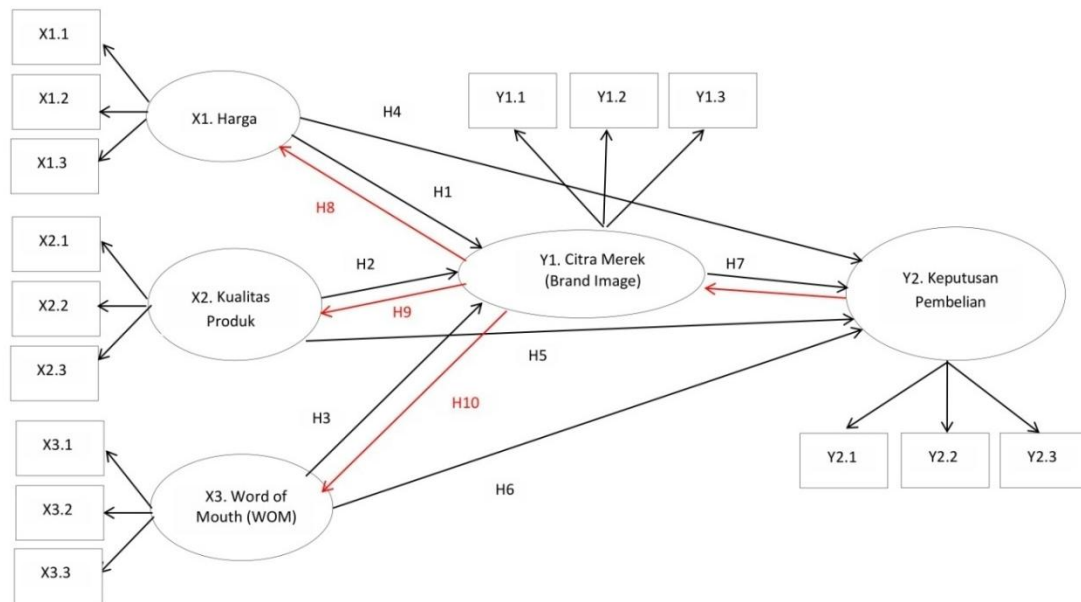 X1.1
X1.2
X1.3
X1. Harga
H4
H1
H8
Y1.1
Y1.2
Y1.3
X2.1
X2.2
X2.3
X2. Kualitas
Produk
H2
H9
Y1. Citra Merek
(Brand Image)
H7
Y2. Keputusan
Pembelian
H5
H3
H10
H6
X3.1
X3.2
X3.3
X3. Word of
Mouth (WOM)
Y2.1
Y2.2
Y2.3